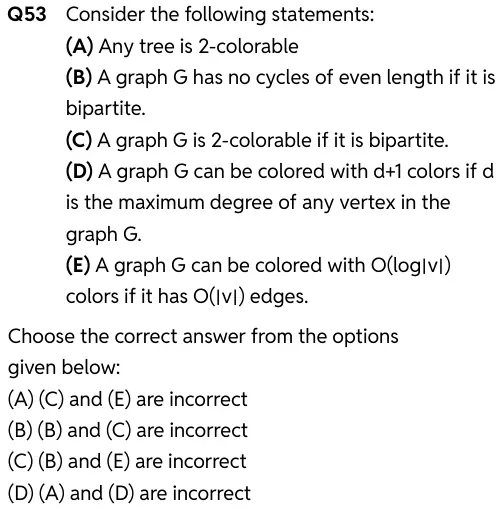 Q53 Consider the following statements:
(A) Any tree is 2-colorable
(B) A graph G has no cycles of even length if it is
bipartite.
(C) A graph G is 2-colorable if it is bipartite.
(D) A graph G can be colored with d+1 colors if d
is the maximum degree of any vertex in the
graph G.
(E) A graph G can be colored with O(log|v|)
colors if it has O(|v|) edges.
Choose the correct answer from the options
given below:
(A) (C) and (E) are incorrect
(B) (B) and (C) are incorrect
(C) (B) and (E) are incorrect
(D) (A) and (D) are incorrect